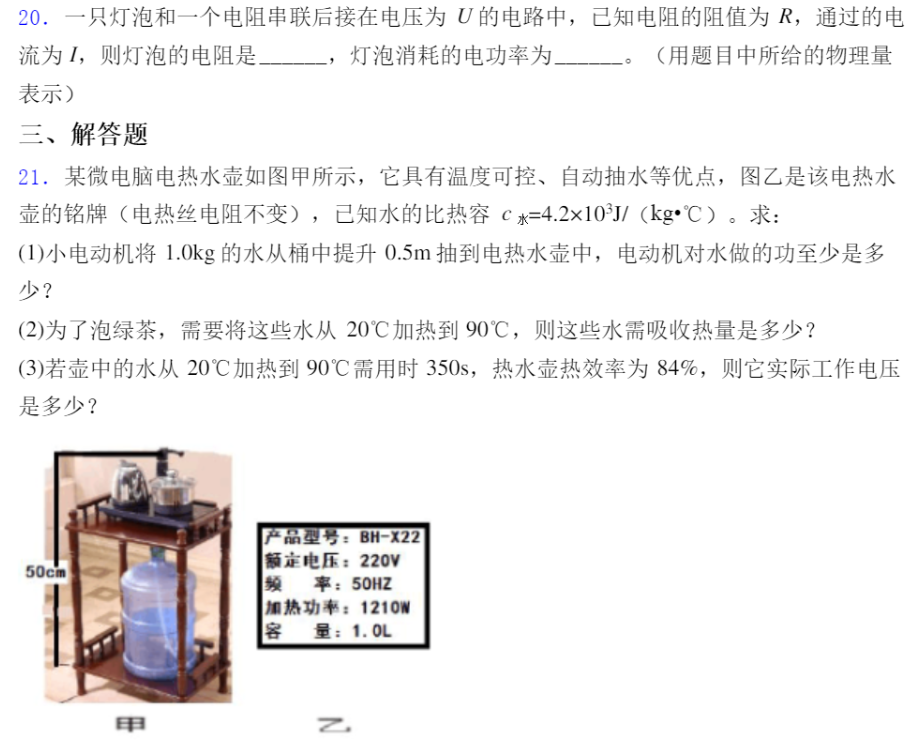 20．一只灯泡和一个电阻串联后接在电压为 U 的电路中，已知电阻的阻值为 R，通过的电
流为 I，则灯泡的电阻是______，灯泡消耗的电功率为______。（用题目中所给的物理量
表示）
三、解答题
21．某微电脑电热水壶如图甲所示，它具有温度可控、自动抽水等优点，图乙是该电热水
壶的铭牌（电热丝电阻不变），已知水的比热容 c水=4.2×10³J/（kg•℃）。求：
(1)小电动机将 1.0kg 的水从桶中提升 0.5m 抽到电热水壶中，电动机对水做的功至少是多
少？
(2)为了泡绿茶，需要将这些水从 20℃加热到 90℃，则这些水需吸收热量是多少？
(3)若壶中的水从 20℃加热到 90℃需用时 350s，热水壶热效率为 84%，则它实际工作电压
是多少？
50cm
产品型号：BH-X22
额定电压：220V
频 率：50HZ
加热功率：1210W
容 量：1.0L
甲 乙